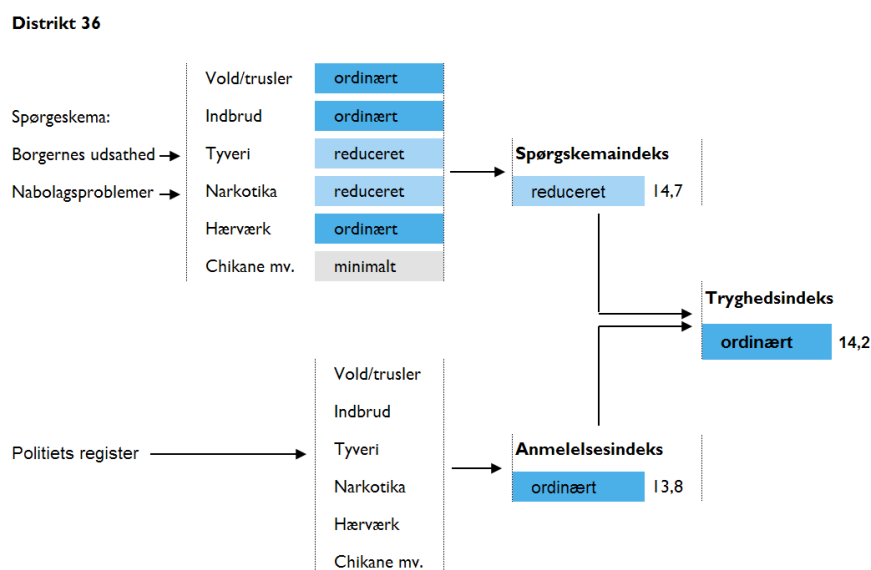 Distrikt 36
Vold/trusler ordinært
Spørgeskema: Indbrud ordinært
Borgernes udsathed Tyveri reduceret
Nabolagsproblemer Narkotika reduceret
Hærværk ordinært
Chikane mv. minimalt
Spørgskemaindeks
reduceret 14,7
Tryghedsindeks
ordinært 14,2
Politiets register
Vold/trusler
Indbrud
Tyveri
Narkotika
Hærværk
Chikane mv.
Anmelelsesindeks
ordinært 13,8